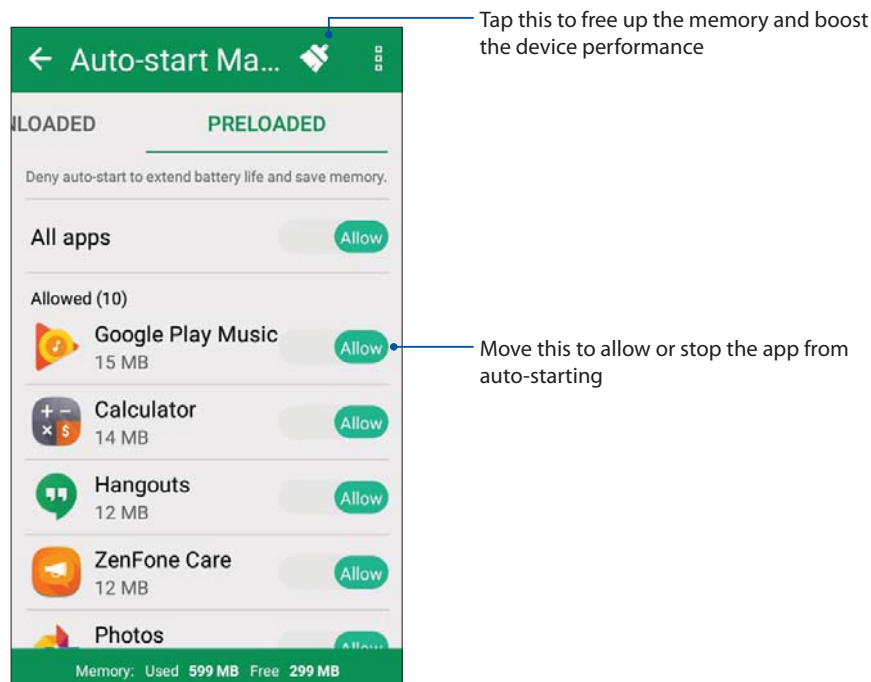 Tap this to free up the memory and boost
the device performance
Auto-start Ma...
NLOADED PRELOADED
Deny auto-start to extend battery life and save memory.
All apps Allow
Allowed (10)
Google Play Music Allow
15 MB
Move this to allow or stop the app from
auto-starting
Calculator Allow
14 MB
Hangouts Allow
12 MB
ZenFone Care Allow
12 MB
Photos Allow
Memory: Used 599 MB Free 299 MB